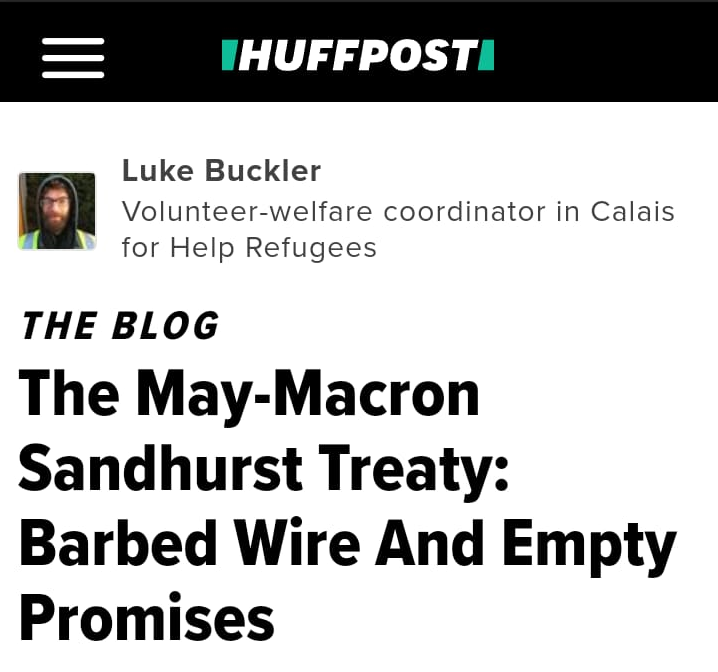 HUFFPOST
Luke Buckler
Volunteer-welfare coordinator in Calais
for Help Refugees
THE BLOG
The May-Macron
Sandhurst Treaty:
Barbed Wire And Empty
Promises